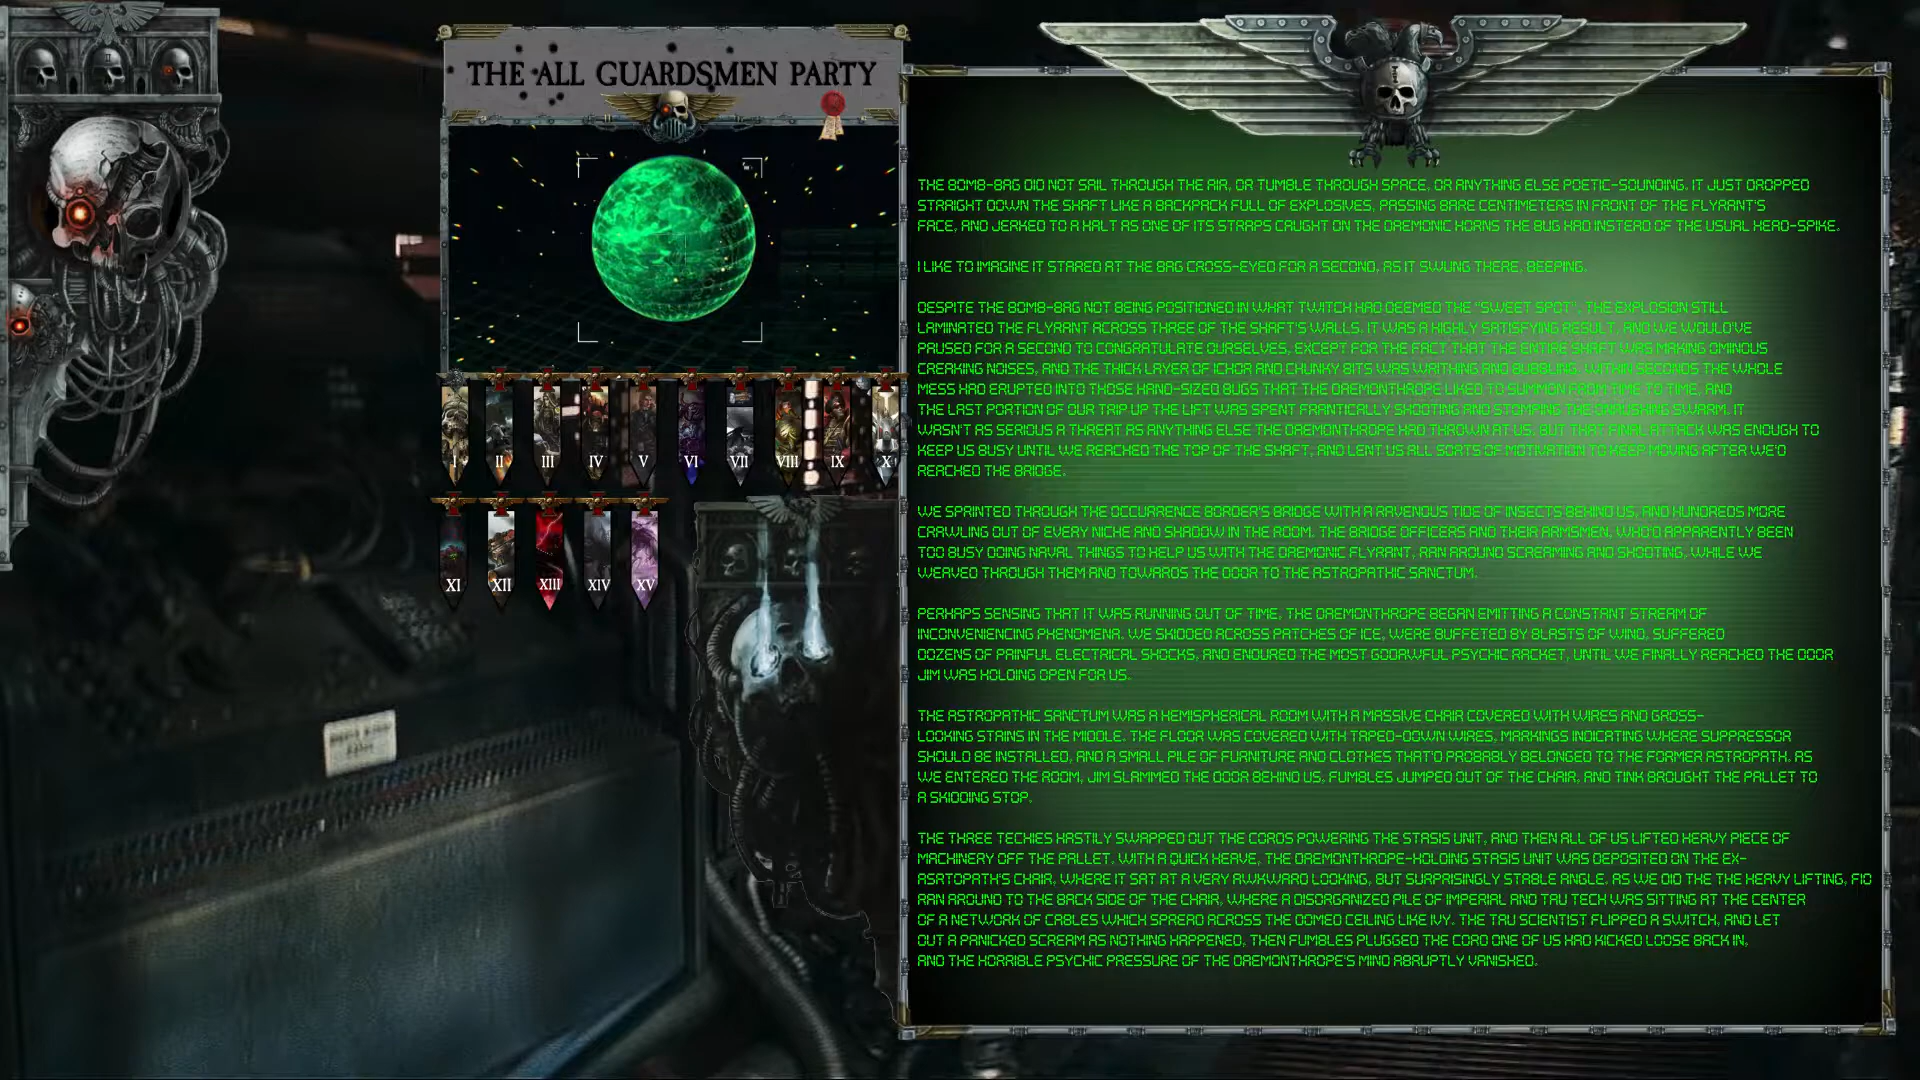 THE ALL GUARDSMEN PARTY
I II III IV V VI VII VIII IX X
XI XII XIII XIV XV
THE BOMB-BAG DID NOT SAIL THROUGH THE AIR, OR TUMBLE THROUGH SPACE, OR ANYTHING ELSE POETIC-SOUNDING. IT JUST DROPPED
STRAIGHT DOWN THE SHAFT LIKE A BACKPACK FULL OF EXPLOSIVES, PASSING BARE CENTIMETERS IN FRONT OF THE FLYRANT'S
FACE, AND JERKED TO A HALT AS ONE OF ITS STRAPS CAUGHT ON THE DAEMONIC HORNS THE BUG HAD INSTEAD OF THE USUAL HEAD-SPIKE.
I LIKE TO IMAGINE IT STARED AT THE BAG CROSS-EYED FOR A SECOND, AS IT SWUNG THERE, BEEPING.
DESPITE THE BOMB-BAG NOT BEING POSITIONED IN WHAT TWITCH HAD DEEMED THE "SWEET SPOT", THE EXPLOSION STILL
LAMINATED THE FLYRANT ACROSS THREE OF THE SHAFT'S WALLS. IT WAS A HIGHLY SATISFYING RESULT, AND WE WOULD'VE
PAUSED FOR A SECOND TO CONGRATULATE OURSELVES, EXCEPT FOR THE FACT THAT THE ENTIRE SHAFT WAS MAKING OMINOUS
CREAKING NOISES, AND THE THICK LAYER OF ICHOR AND CHUNKY BITS WAS WRITHING AND BUBBLING. WITHIN SECONDS THE WHOLE
MESS HAD ERUPTED INTO THOSE HAND-SIZED BUGS THAT THE DAEMONTHROPE LIKED TO SUMMON FROM TIME TO TIME, AND
THE LAST PORTION OF OUR TRIP UP THE LIFT WAS SPENT FRANTICALLY SHOOTING AND STOMPING THE GNASHING SWARM. IT
WASN'T AS SERIOUS A THREAT AS ANYTHING ELSE THE DAEMONTHROPE HAD THROWN AT US, BUT THAT FINAL ATTACK WAS ENOUGH TO
KEEP US BUSY UNTIL WE REACHED THE TOP OF THE SHAFT, AND LENT US ALL SORTS OF MOTIVATION TO KEEP MOVING AFTER WE'D
REACHED THE BRIDGE.
WE SPRINTED THROUGH THE OCCURRENCE BORDER'S BRIDGE WITH A RAVENOUS TIDE OF INSECTS BEHIND US, AND HUNDREDS MORE
CRAWLING OUT OF EVERY NICHE AND SHADOW IN THE ROOM. THE BRIDGE OFFICERS AND THEIR ARMSMEN, WHO'D APPARENTLY BEEN
TOO BUSY DOING NAVAL THINGS TO HELP US WITH THE DAEMONIC FLYRANT, RAN AROUND SCREAMING AND SHOOTING, WHILE WE
WEAVED THROUGH THEM AND TOWARDS THE DOOR TO THE ASTROPATHIC SANCTUM.
PERHAPS SENSING THAT IT WAS RUNNING OUT OF TIME, THE DAEMONTHROPE BEGAN EMITTING A CONSTANT STREAM OF
INCONVENIENCING PHENOMENA. WE SKIDDED ACROSS PATCHES OF ICE, WERE BUFFETED BY BLASTS OF WIND, SUFFERED
DOZENS OF PAINFUL ELECTRICAL SHOCKS, AND ENDURED THE MOST GODAWFUL PSYCHIC RACKET, UNTIL WE FINALLY REACHED THE DOOR
JIM WAS HOLDING OPEN FOR US.
THE ASTROPATHIC SANCTUM WAS A HEMISPHERICAL ROOM WITH A MASSIVE CHAIR COVERED WITH WIRES AND GROSS-
LOOKING STAINS IN THE MIDDLE. THE FLOOR WAS COVERED WITH TAPED-DOWN WIRES, MARKINGS INDICATING WHERE SUPPRESSOR
SHOULD BE INSTALLED, AND A SMALL PILE OF FURNITURE AND CLOTHES THAT'D PROBABLY BELONGED TO THE FORMER ASTROPATH. AS
WE ENTERED THE ROOM, JIM SLAMMED THE DOOR BEHIND US, FUMBLES JUMPED OUT OF THE CHAIR, AND TINK BROUGHT THE PALLET TO
A SKIDDING STOP.
THE THREE TECHIES HASTILY SWAPPED OUT THE CORDS POWERING THE STASIS UNIT, AND THEN ALL OF US LIFTED HEAVY PIECE OF
MACHINERY OFF THE PALLET. WITH A QUICK HEAVE, THE DAEMONTHROPE-HOLDING STASIS UNIT WAS DEPOSITED ON THE EX-
ASRTOPATH'S CHAIR, WHERE IT SAT AT A VERY AWKWARD LOOKING, BUT SURPRISINGLY STABLE ANGLE. AS WE DID THE THE HEAVY LIFTING, FIO
RAN AROUND TO THE BACK SIDE OF THE CHAIR, WHERE A DISORGANIZED PILE OF IMPERIAL AND TAU TECH WAS SITTING AT THE CENTER
OF A NETWORK OF CABLES WHICH SPREAD ACROSS THE DOMED CEILING LIKE IVY. THE TAU SCIENTIST FLIPPED A SWITCH, AND LET
OUT A PANICKED SCREAM AS NOTHING HAPPENED, THEN FUMBLES PLUGGED THE CORD ONE OF US HAD KICKED LOOSE BACK IN,
AND THE HORRIBLE PSYCHIC PRESSURE OF THE DAEMONTHROPE'S MIND ABRUPTLY VANISHED.